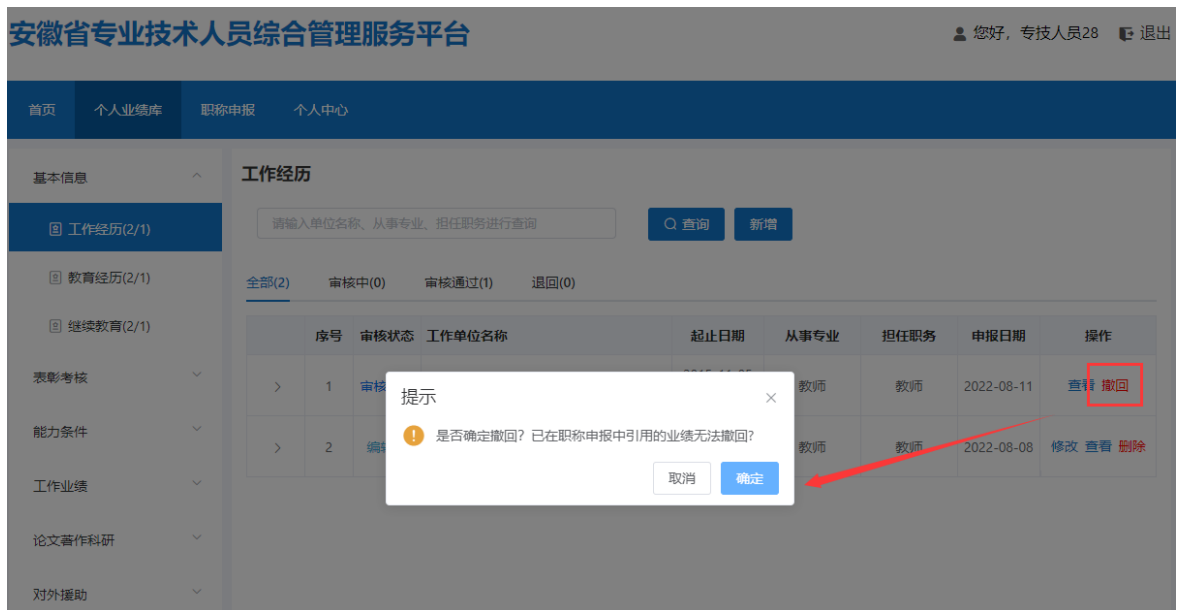 安徽省专业技术人员综合管理服务平台
您好，专技人员28 退出
首页 个人业绩库 职称申报 个人中心
基本信息
工作经历(2/1)
教育经历(2/1)
继续教育(2/1)
表彰考核
能力条件
工作业绩
论文著作科研
对外援助
工作经历
请输入单位名称、从事专业、担任职务进行查询 查询 新增
全部(2) 审核中(0) 审核通过(1) 退回(0)
序号 审核状态 工作单位名称 起止日期 从事专业 担任职务 申报日期 操作
1 审核 教师 教师 2022-08-11 查看 撤回
2 编辑 教师 教师 2022-08-08 修改 查看 删除
提示
是否确定撤回？已在职称申报中引用的业绩无法撤回？
取消 确定